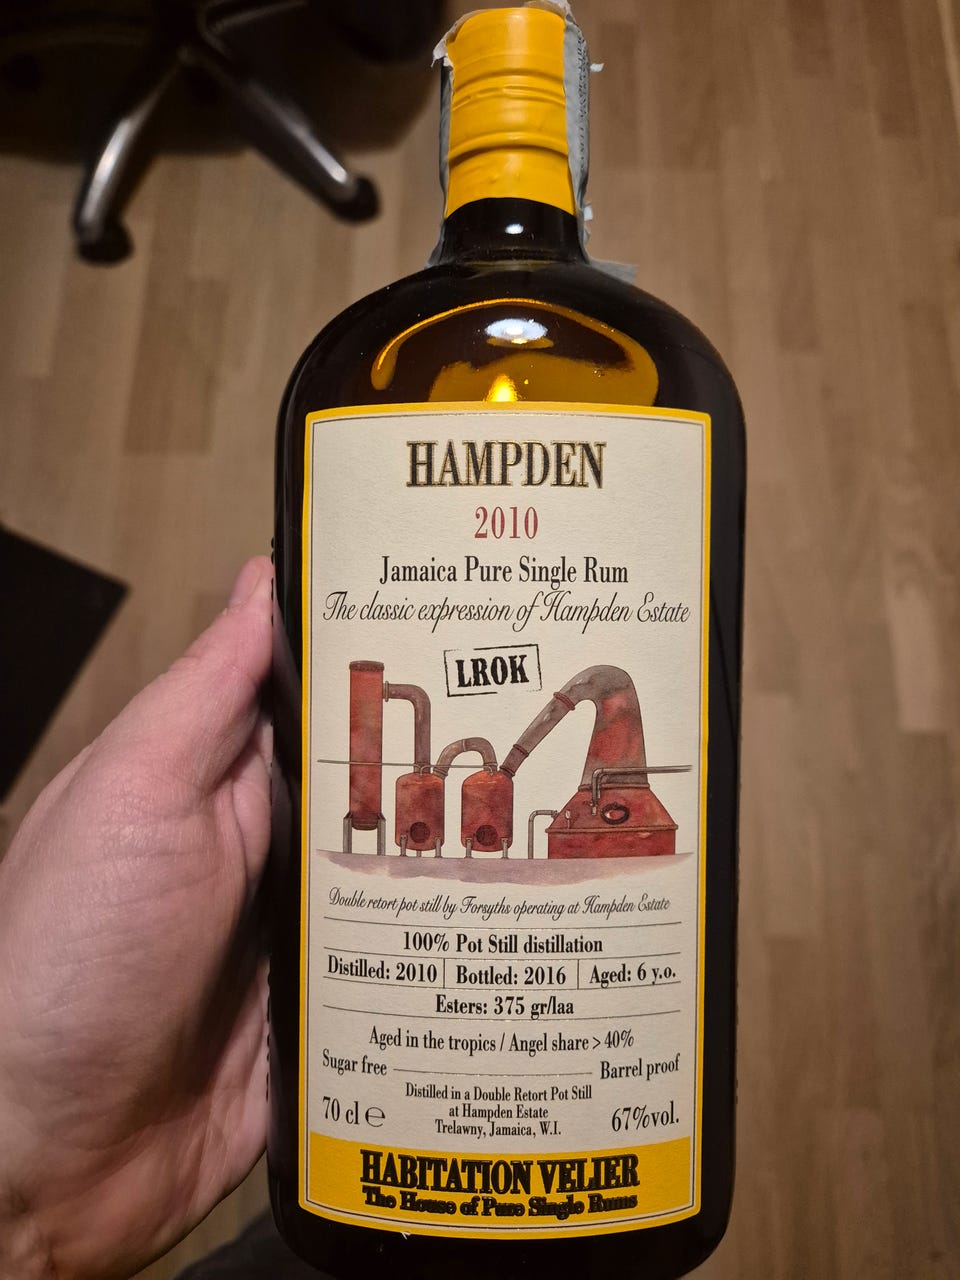 HAMPDEN
2010
Jamaica Pure Single Rum
The classic expression of Hampden Estate
LROK
Double retort pot still by Forsyths operating at Hampden Estate
100% Pot Still distillation
Distilled: 2010 Bottled: 2016 Aged: 6 y.o.
Esters: 375 gr/laa
Aged in the tropics / Angel share > 40%
Sugar free Barrel proof
Distilled in a Double Retort Pot Still
at Hampden Estate
Trelawny, Jamaica, W.I.
70 cl ℮ 67%vol.
HABITATION VELIER
The House of Pure Single Rums